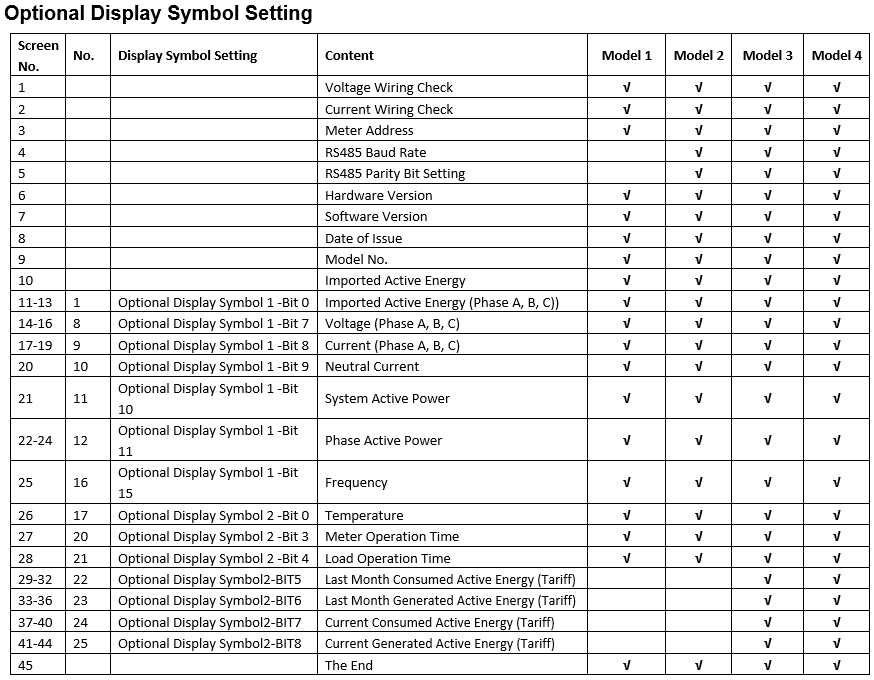 Optional Display Symbol Setting
Screen No. No. Display Symbol Setting Content Model 1 Model 2 Model 3 Model 4
1 Voltage Wiring Check √ √ √ √
2 Current Wiring Check √ √ √ √
3 Meter Address √ √ √ √
4 RS485 Baud Rate √ √ √
5 RS485 Parity Bit Setting √ √ √
6 Hardware Version √ √ √ √
7 Software Version √ √ √ √
8 Date of Issue √ √ √ √
9 Model No. √ √ √ √
10 Imported Active Energy √ √ √ √
11-13 1 Optional Display Symbol 1 -Bit 0 Imported Active Energy (Phase A, B, C)) √ √ √ √
14-16 8 Optional Display Symbol 1 -Bit 7 Voltage (Phase A, B, C) √ √ √ √
17-19 9 Optional Display Symbol 1 -Bit 8 Current (Phase A, B, C) √ √ √ √
20 10 Optional Display Symbol 1 -Bit 9 Neutral Current √ √ √ √
21 11 Optional Display Symbol 1 -Bit 10 System Active Power √ √ √ √
22-24 12 Optional Display Symbol 1 -Bit 11 Phase Active Power √ √ √ √
25 16 Optional Display Symbol 1 -Bit 15 Frequency √ √ √ √
26 17 Optional Display Symbol 2 -Bit 0 Temperature √ √ √ √
27 20 Optional Display Symbol 2 -Bit 3 Meter Operation Time √ √ √ √
28 21 Optional Display Symbol 2 -Bit 4 Load Operation Time √ √ √ √
29-32 22 Optional Display Symbol2-BIT5 Last Month Consumed Active Energy (Tariff) √ √
33-36 23 Optional Display Symbol2-BIT6 Last Month Generated Active Energy (Tariff) √ √
37-40 24 Optional Display Symbol2-BIT7 Current Consumed Active Energy (Tariff) √ √
41-44 25 Optional Display Symbol2-BIT8 Current Generated Active Energy (Tariff) √ √
45 The End √ √ √ √